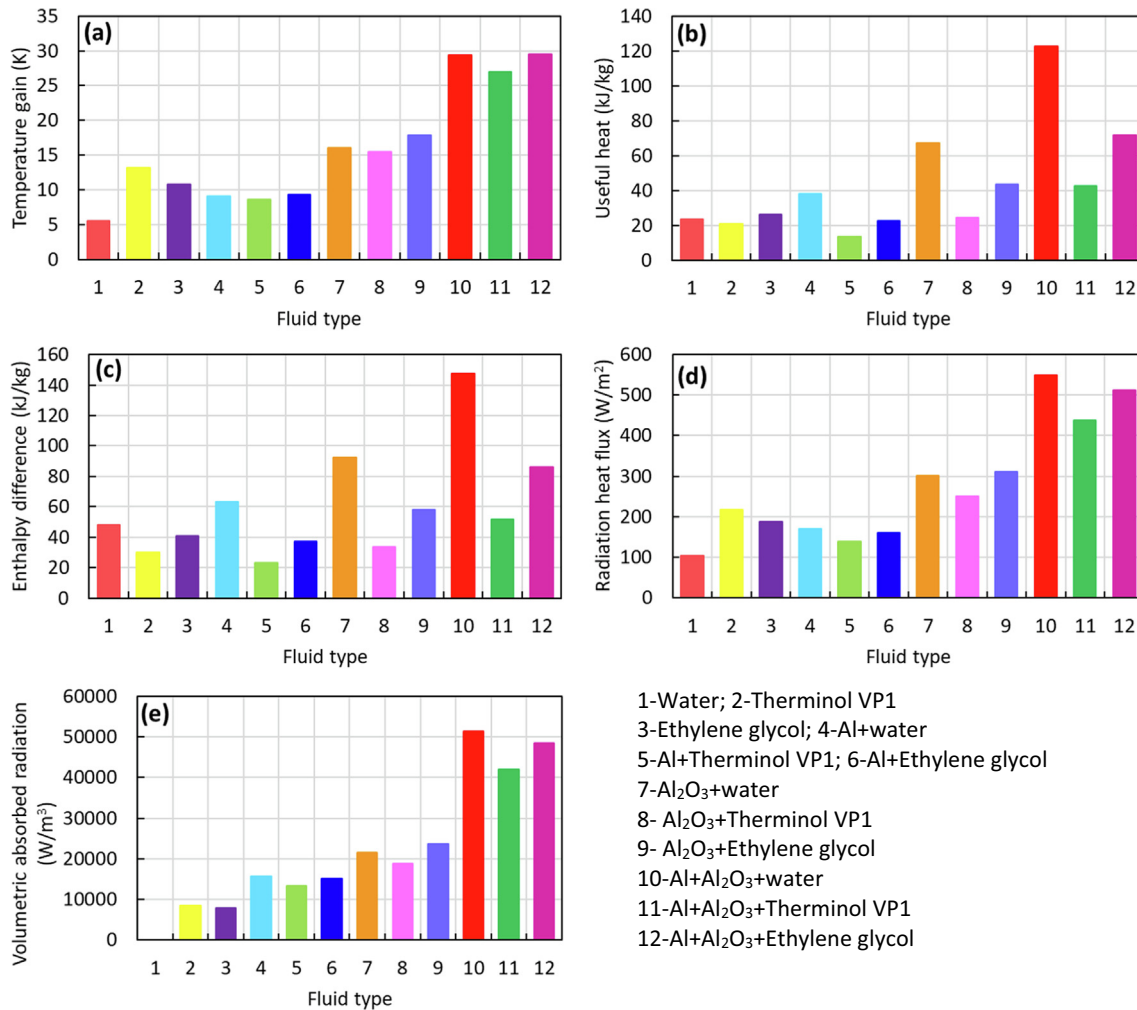 (a)
Temperature gain (K)
35
30
25
20
15
10
5
0
1 2 3 4 5 6 7 8 9 10 11 12
Fluid type
(b)
Useful heat (kJ/kg)
140
120
100
80
60
40
20
0
1 2 3 4 5 6 7 8 9 10 11 12
Fluid type
(c)
Enthalpy difference (kJ/kg)
160
140
120
100
80
60
40
20
0
1 2 3 4 5 6 7 8 9 10 11 12
Fluid type
(d)
Radiation heat flux (W/m²)
600
500
400
300
200
100
0
1 2 3 4 5 6 7 8 9 10 11 12
Fluid type
(e)
Volumetric absorbed radiation
(W/m³)
60000
50000
40000
30000
20000
10000
0
1 2 3 4 5 6 7 8 9 10 11 12
Fluid type
1-Water; 2-Therminol VP1
3-Ethylene glycol; 4-Al+water
5-Al+Therminol VP1; 6-Al+Ethylene glycol
7-Al₂O₃+water
8- Al₂O₃+Therminol VP1
9- Al₂O₃+Ethylene glycol
10-Al+Al₂O₃+water
11-Al+Al₂O₃+Therminol VP1
12-Al+Al₂O₃+Ethylene glycol